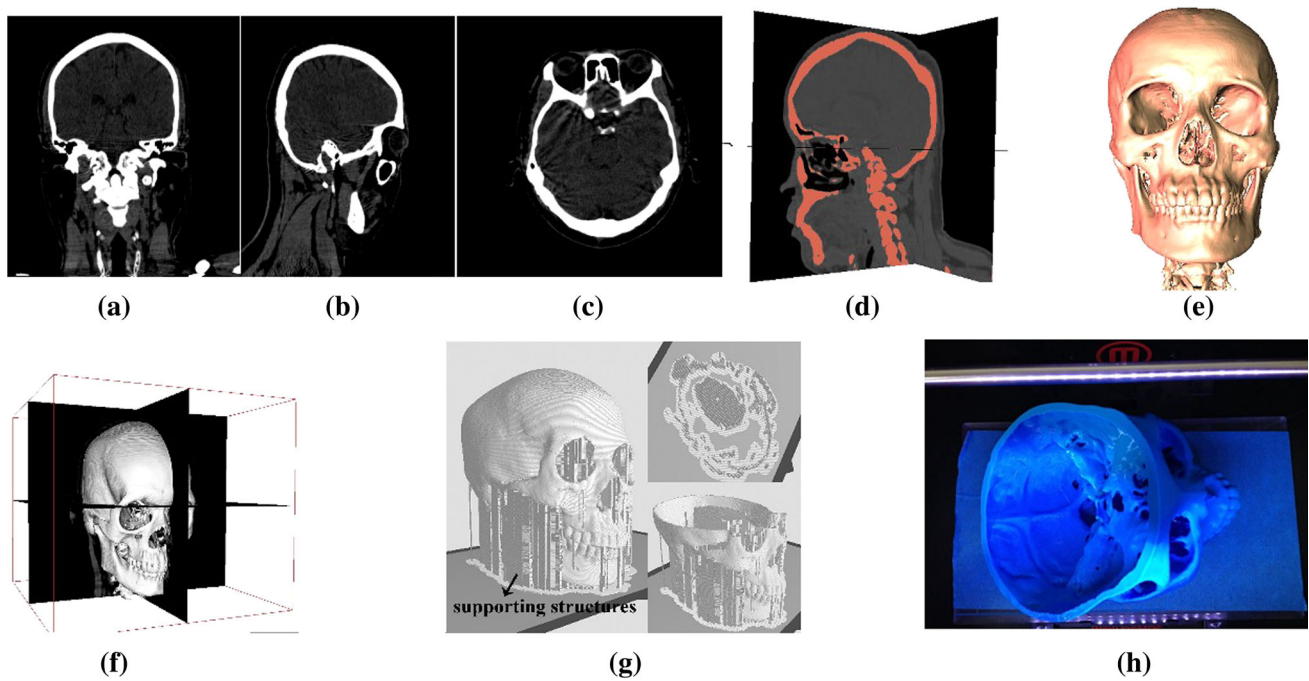 (a)
(b)
(c)
(d)
(e)
supporting structures
(f)
(g)
(h)